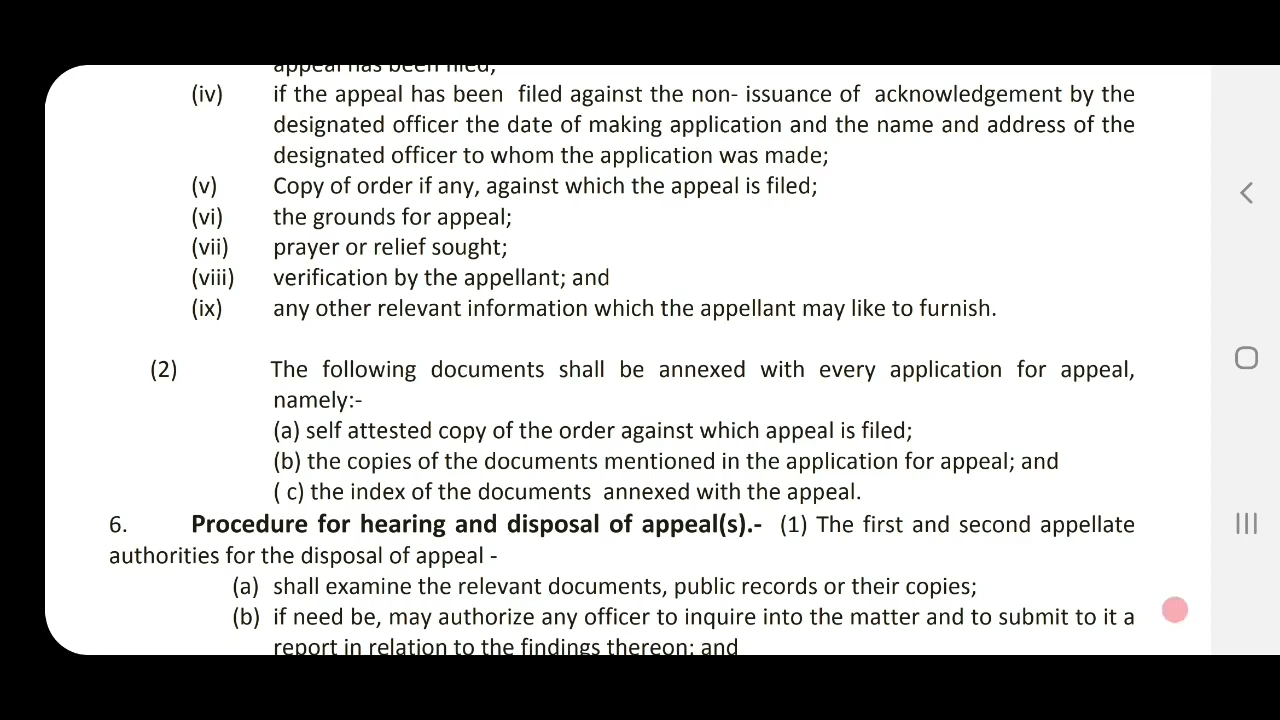 appeal has been filed;
(iv) if the appeal has been filed against the non- issuance of acknowledgement by the
designated officer the date of making application and the name and address of the
designated officer to whom the application was made;
(v) Copy of order if any, against which the appeal is filed;
(vi) the grounds for appeal;
(vii) prayer or relief sought;
(viii) verification by the appellant; and
(ix) any other relevant information which the appellant may like to furnish.
(2) The following documents shall be annexed with every application for appeal,
namely:-
(a) self attested copy of the order against which appeal is filed;
(b) the copies of the documents mentioned in the application for appeal; and
( c) the index of the documents annexed with the appeal.
6. Procedure for hearing and disposal of appeal(s).- (1) The first and second appellate
authorities for the disposal of appeal -
(a) shall examine the relevant documents, public records or their copies;
(b) if need be, may authorize any officer to inquire into the matter and to submit to it a
report in relation to the findings thereon; and